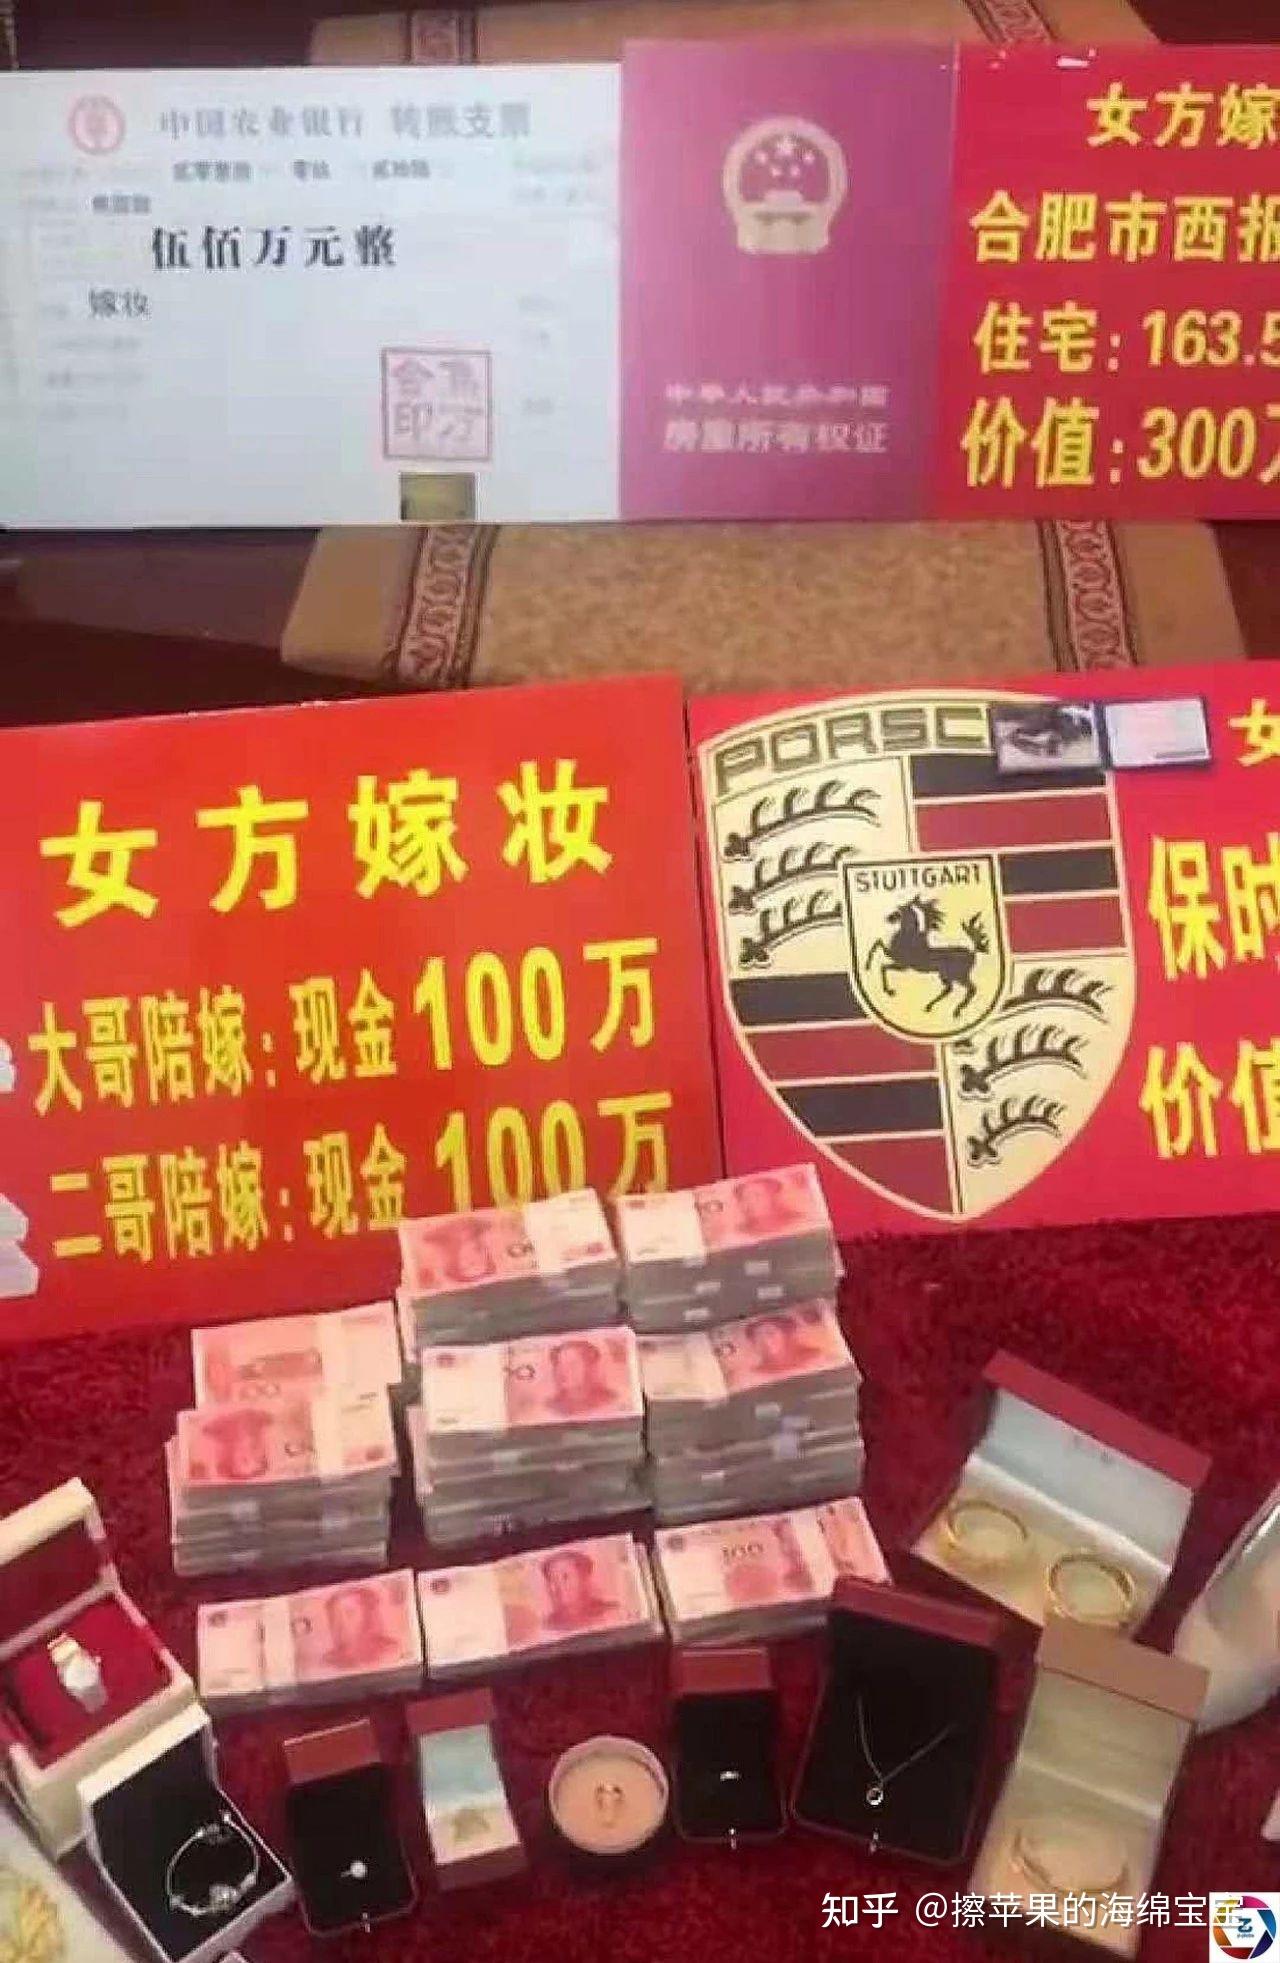 中国农业银行 转账支票
伍佰万元整
嫁妆
中华人民共和国
房屋所有权证
女方嫁
合肥市西报
住宅:163.5
价值:300万
女方嫁妆
大哥陪嫁:现金100万
二哥陪嫁:现金100万
PORSC
STUTTGART
女
保时
价值
100
知乎 @擦苹果的海绵宝宝